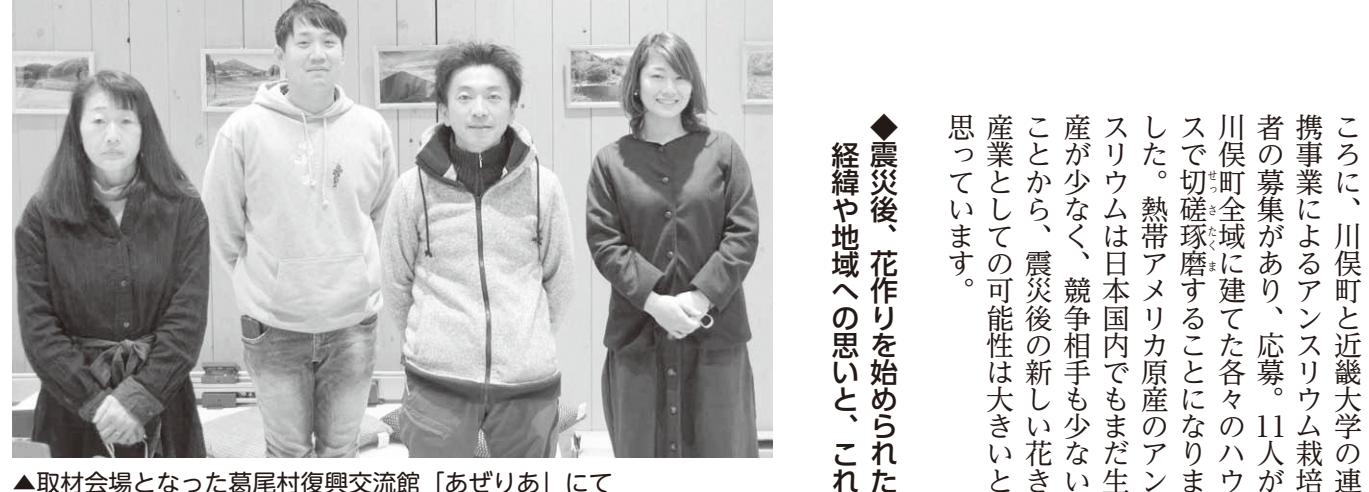 ころに、川俣町と近畿大学の連
携事業によるアンスリウム栽培
者の募集があり、応募。11人が
川俣町全域に建てた各々のハウ
スで切磋琢磨することになりま
した。熱帯アメリカ原産のアン
スリウムは日本国内でもまだ生
産が少なく、競争相手も少ない
ことから、震災後の新しい花き
産業としての可能性は大きいと
思っています。
せっさたくま
◆震災後、花作りを始められた
経緯や地域への思いと、これ
▲取材会場となった葛尾村復興交流館「あぜりあ」にて